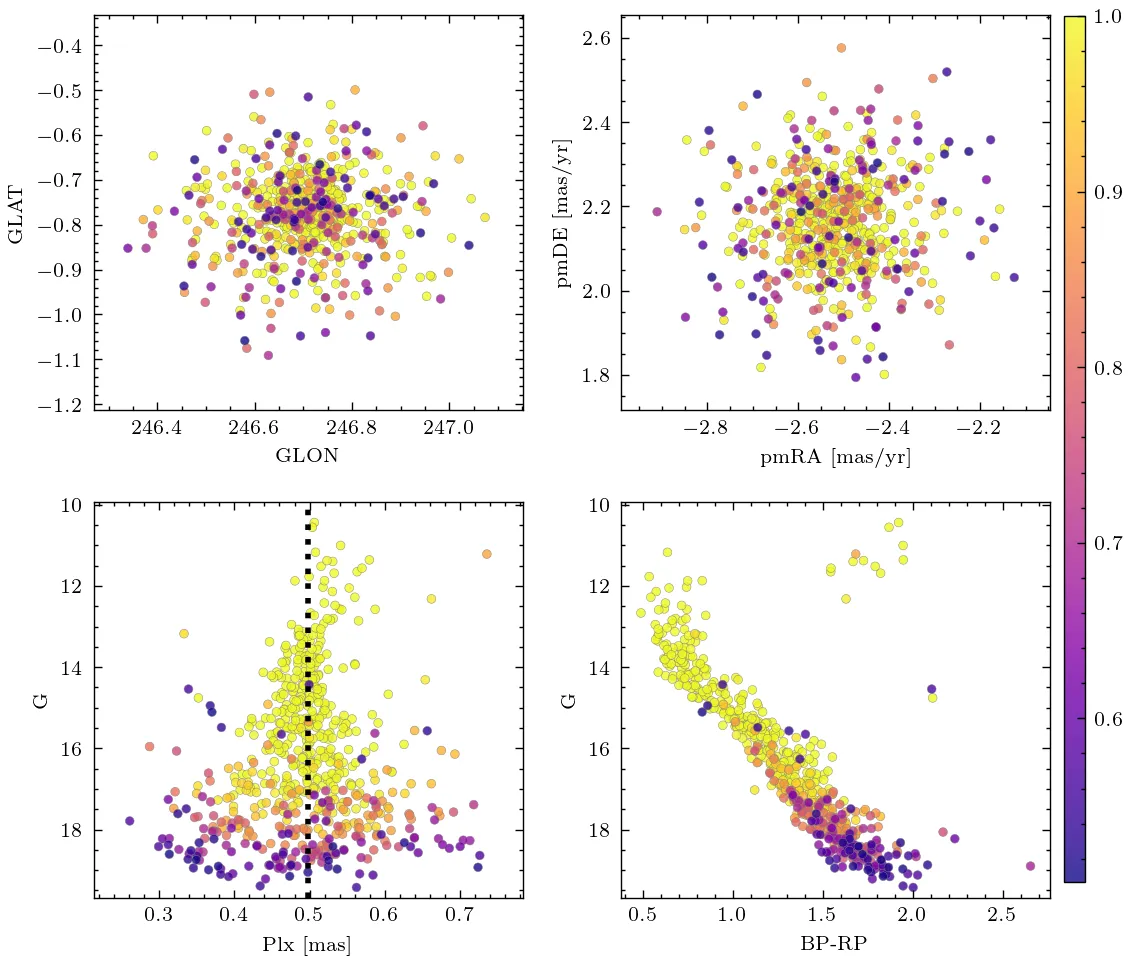 −0.4
−0.5
−0.6
−0.7
−0.8
−0.9
−1.0
−1.1
−1.2
GLAT
246.4 246.6 246.8 247.0
GLON
2.6
2.4
2.2
2.0
1.8
pmDE [mas/yr]
−2.8 −2.6 −2.4 −2.2
pmRA [mas/yr]
1.0
0.9
0.8
0.7
0.6
10
12
14
16
18
G
0.3 0.4 0.5 0.6 0.7
Plx [mas]
10
12
14
16
18
G
0.5 1.0 1.5 2.0 2.5
BP-RP